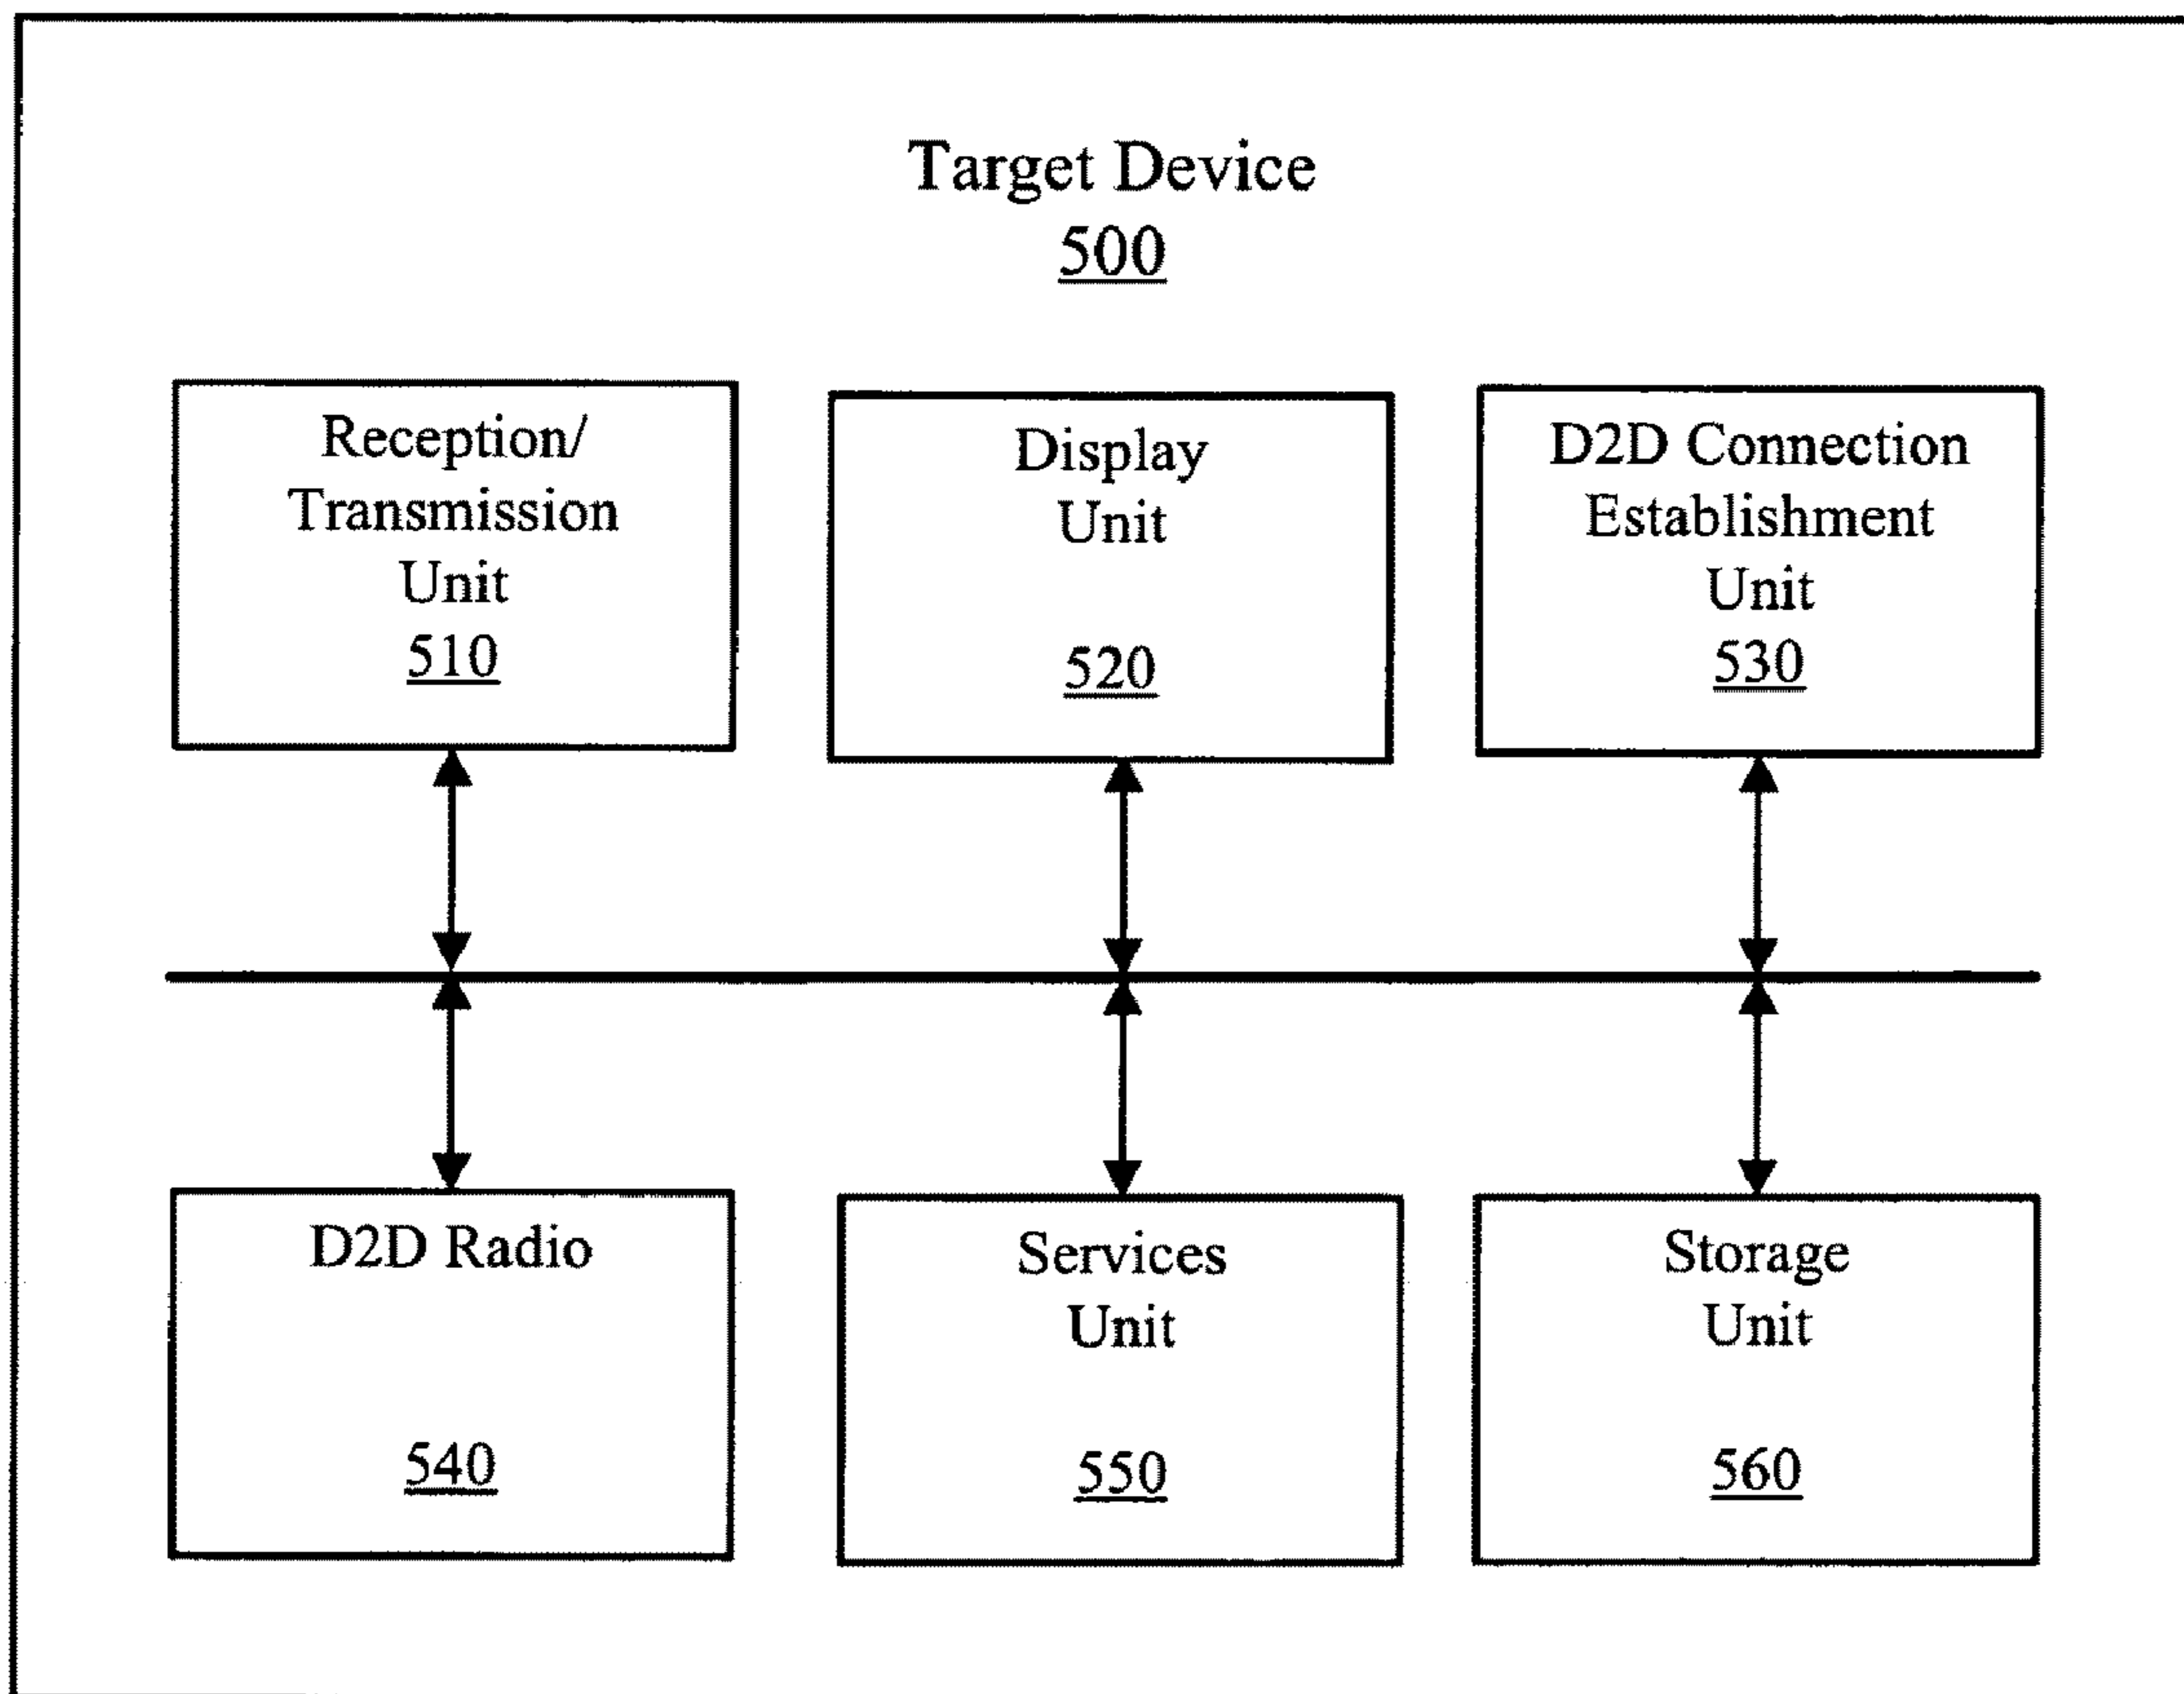 Target Device
500
Reception/
Transmission
Unit
510
Display
Unit
520
D2D Connection
Establishment
Unit
530
D2D Radio
540
Services
Unit
550
Storage
Unit
560